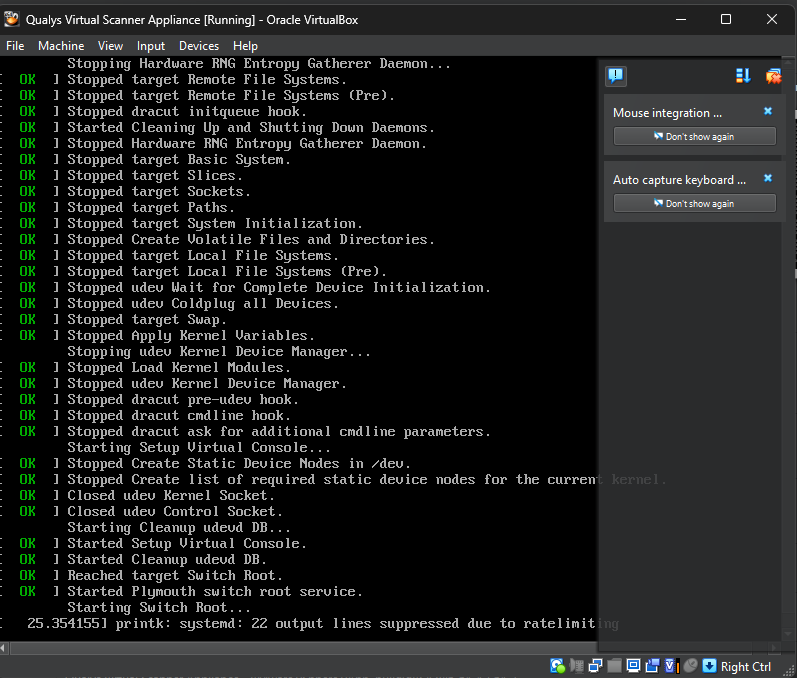 Qualys Virtual Scanner Appliance [Running] - Oracle VirtualBox
File Machine View Input Devices Help
Stopping Hardware RNG Entropy Gatherer Daemon...
[ OK ] Stopped target Remote File Systems.
[ OK ] Stopped target Remote File Systems (Pre).
[ OK ] Stopped dracut initqueue hook.
[ OK ] Started Cleaning Up and Shutting Down Daemons.
[ OK ] Stopped Hardware RNG Entropy Gatherer Daemon.
[ OK ] Stopped target Basic System.
[ OK ] Stopped target Slices.
[ OK ] Stopped target Sockets.
[ OK ] Stopped target Paths.
[ OK ] Stopped target System Initialization.
[ OK ] Stopped Create Volatile Files and Directories.
[ OK ] Stopped target Local File Systems.
[ OK ] Stopped target Local File Systems (Pre).
[ OK ] Stopped udev Wait for Complete Device Initialization.
[ OK ] Stopped udev Coldplug all Devices.
[ OK ] Stopped target Swap.
[ OK ] Stopped Apply Kernel Variables.
Stopping udev Kernel Device Manager...
[ OK ] Stopped Load Kernel Modules.
[ OK ] Stopped udev Kernel Device Manager.
[ OK ] Stopped dracut pre-udev hook.
[ OK ] Stopped dracut cmdline hook.
[ OK ] Stopped dracut ask for additional cmdline parameters.
Starting Setup Virtual Console...
[ OK ] Stopped Create Static Device Nodes in /dev.
[ OK ] Stopped Create list of required static device nodes for the current kernel.
[ OK ] Closed udev Kernel Socket.
[ OK ] Closed udev Control Socket.
Starting Cleanup udevd DB...
[ OK ] Started Setup Virtual Console.
[ OK ] Started Cleanup udevd DB.
[ OK ] Reached target Switch Root.
[ OK ] Started Plymouth switch root service.
Starting Switch Root...
[ 25.354155] printk: systemd: 22 output lines suppressed due to ratelimiting
Mouse integration ...
Don't show again
Auto capture keyboard ...
Don't show again
Right Ctrl